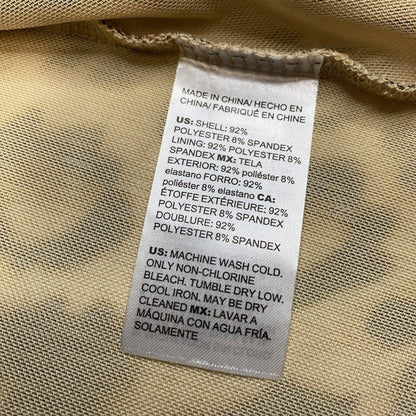 MADE IN CHINA/ HECHO EN
CHINA/ FABRIQUÉ EN CHINE
US: SHELL: 92%
POLYESTER 8% SPANDEX
LINING: 92% POLYESTER 8%
SPANDEX MX: TELA
EXTERIOR: 92% poliéster 8%
elastano FORRO: 92%
poliéster 8% elastano CA:
ÉTOFFE EXTÉRIEURE: 92%
POLYESTER 8% SPANDEX
DOUBLURE: 92%
POLYESTER 8% SPANDEX
US: MACHINE WASH COLD.
ONLY NON-CHLORINE
BLEACH. TUMBLE DRY LOW.
COOL IRON. MAY BE DRY
CLEANED MX: LAVAR A
MÁQUINA CON AGUA FRÍA.
SOLAMENTE